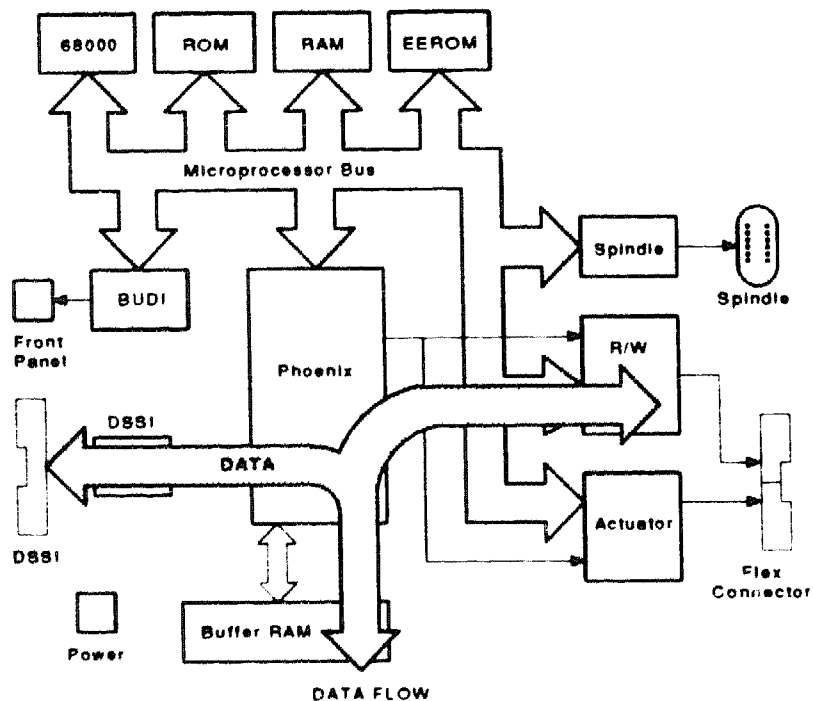 68000
ROM
RAM
EEROM
Microprocessor Bus
Spindle
Spindle
BUDI
Front
Panel
Phoenix
R/W
DSSI
DATA
DSSI
Actuator
Flex
Connector
Buffer RAM
Power
DATA FLOW